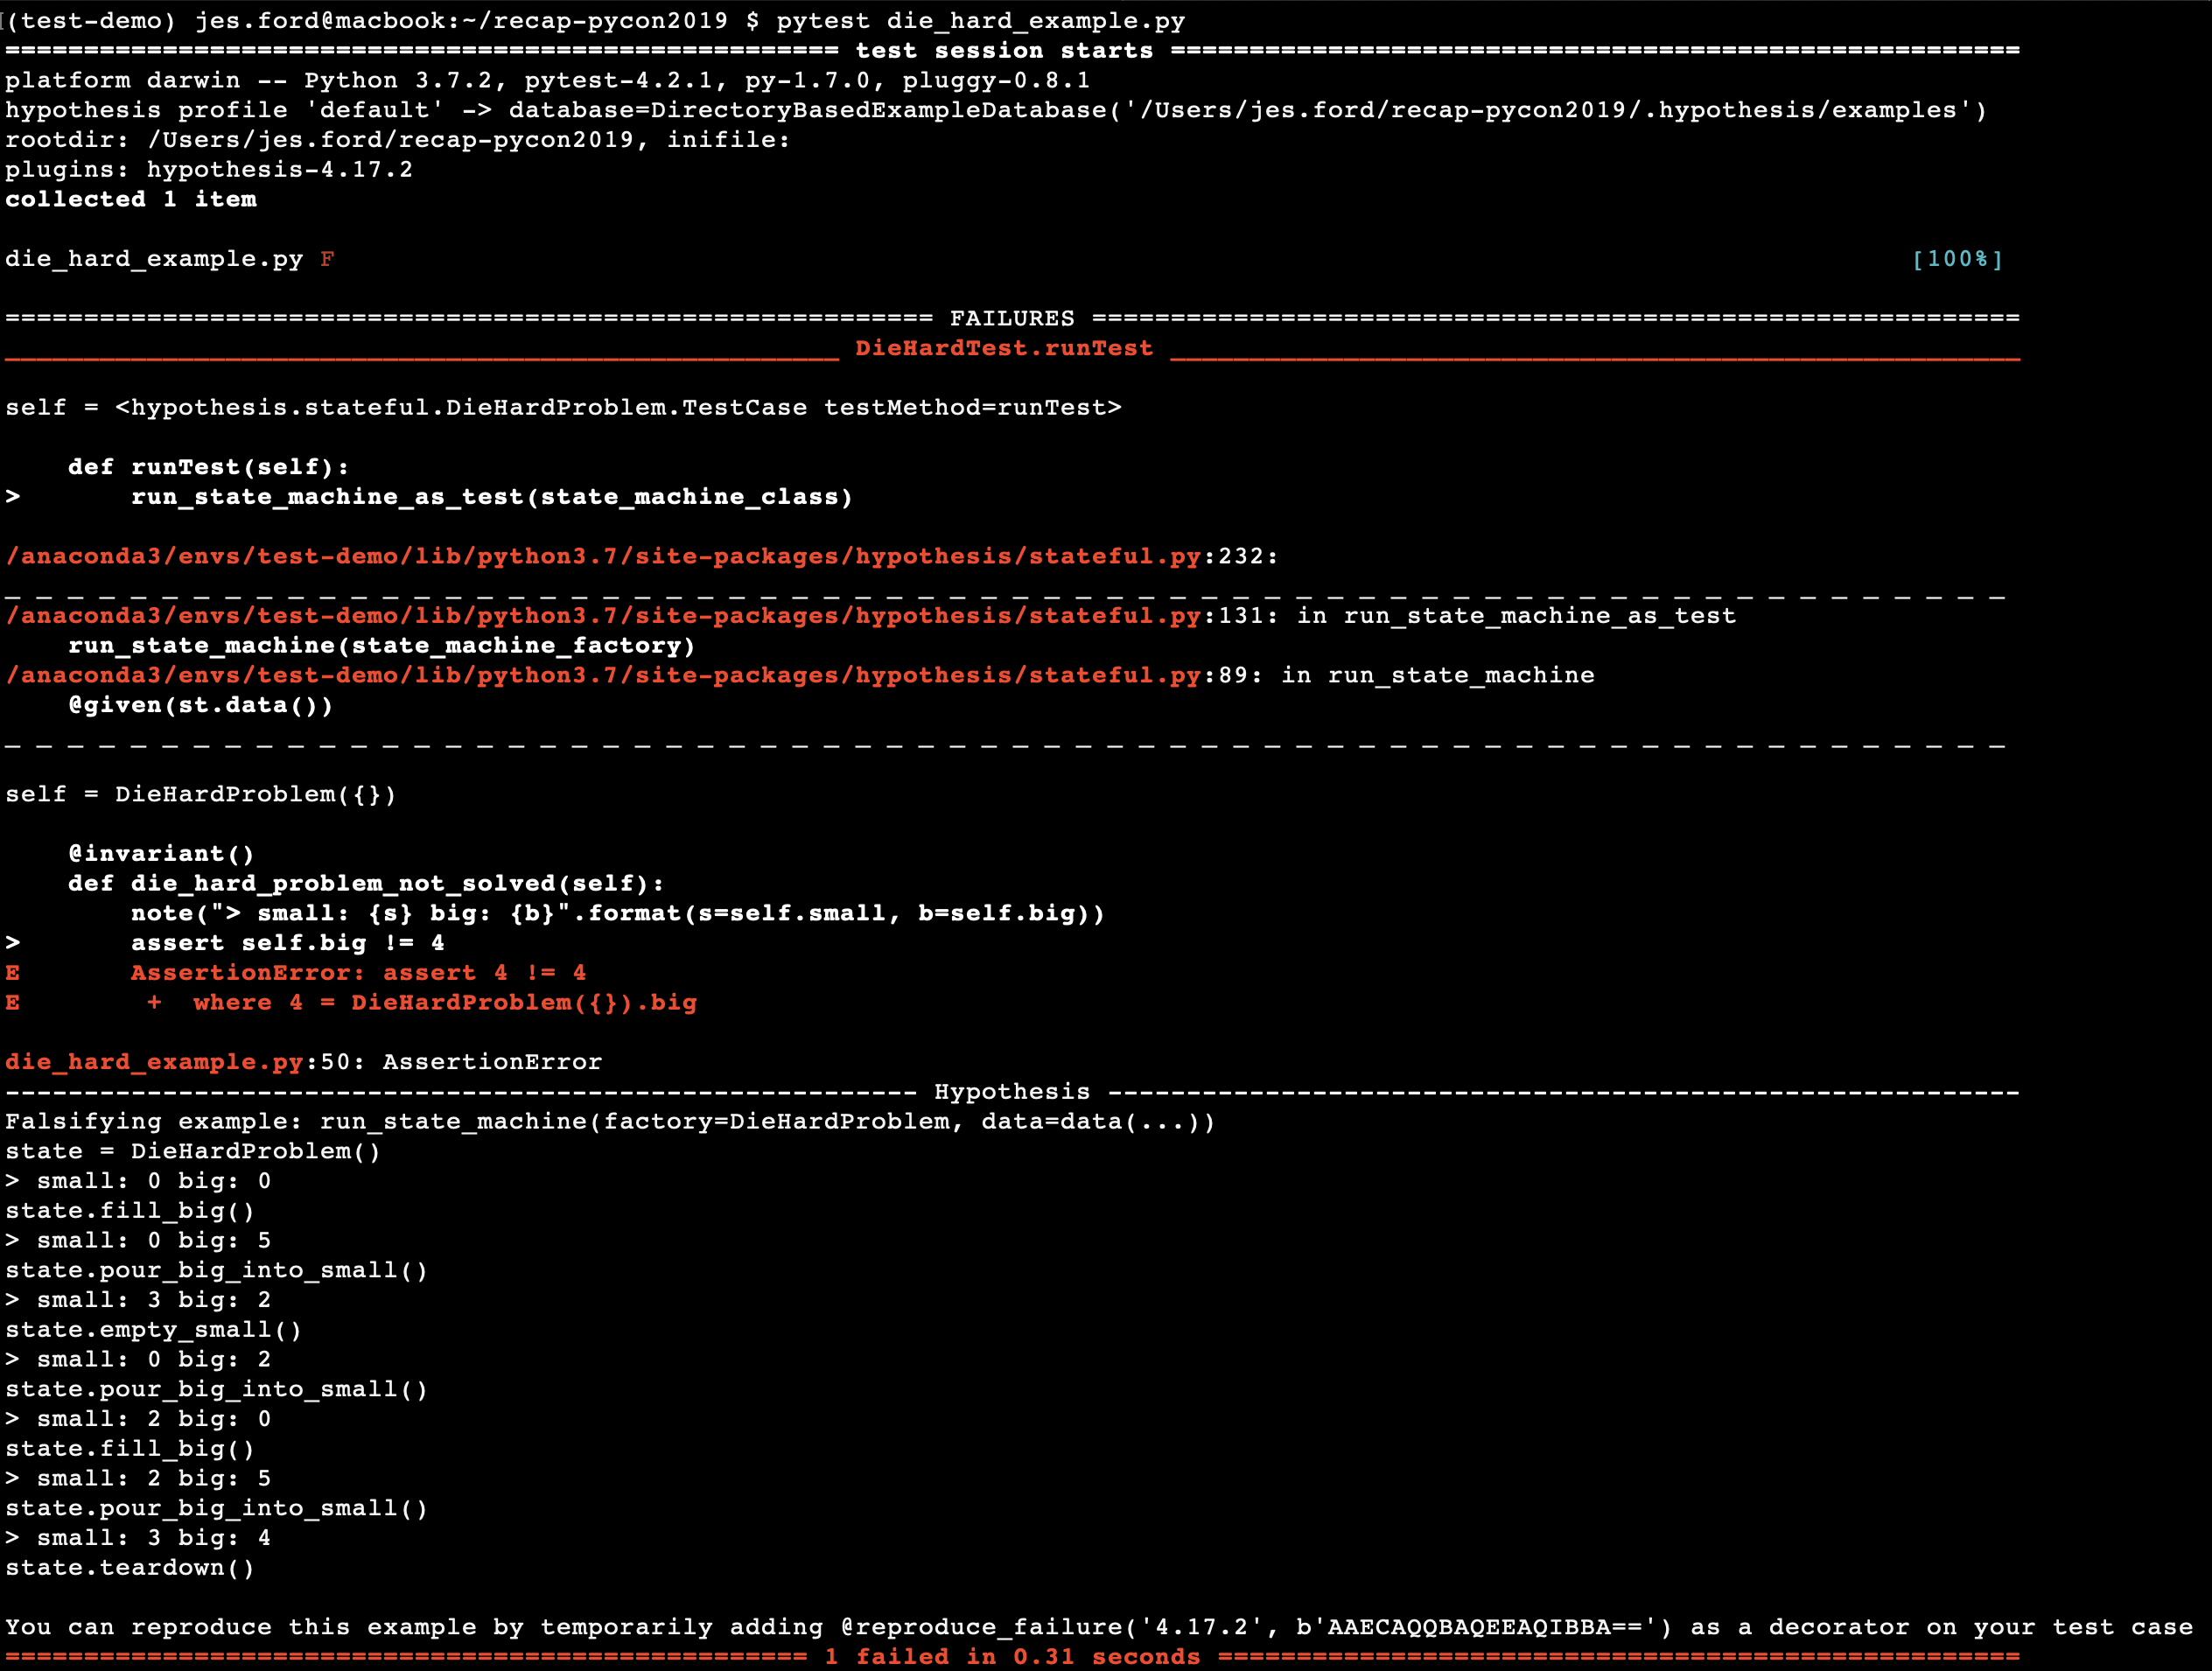 (test-demo) jes.ford@macbook:~/recap-pycon2019 $ pytest die_hard_example.py
===================================================== test session starts ======================================================
platform darwin -- Python 3.7.2, pytest-4.2.1, py-1.7.0, pluggy-0.8.1
hypothesis profile 'default' -> database=DirectoryBasedExampleDatabase('/Users/jes.ford/recap-pycon2019/.hypothesis/examples')
rootdir: /Users/jes.ford/recap-pycon2019, inifile:
plugins: hypothesis-4.17.2
collected 1 item
die_hard_example.py F [100%]
=========================================================== FAILURES ===========================================================
_____________________________________________________ DieHardTest.runTest ______________________________________________________
self = <hypothesis.stateful.DieHardProblem.TestCase testMethod=runTest>
    def runTest(self):
>       run_state_machine_as_test(state_machine_class)
/anaconda3/envs/test-demo/lib/python3.7/site-packages/hypothesis/stateful.py:232:
_ _ _ _ _ _ _ _ _ _ _ _ _ _ _ _ _ _ _ _ _ _ _ _ _ _ _ _ _ _ _ _ _ _ _ _ _ _ _ _ _ _ _ _ _ _ _ _ _ _ _ _ _ _ _ _ _ _ _ _ _ _ _ _
/anaconda3/envs/test-demo/lib/python3.7/site-packages/hypothesis/stateful.py:131: in run_state_machine_as_test
    run_state_machine(state_machine_factory)
/anaconda3/envs/test-demo/lib/python3.7/site-packages/hypothesis/stateful.py:89: in run_state_machine
    @given(st.data())
_ _ _ _ _ _ _ _ _ _ _ _ _ _ _ _ _ _ _ _ _ _ _ _ _ _ _ _ _ _ _ _ _ _ _ _ _ _ _ _ _ _ _ _ _ _ _ _ _ _ _ _ _ _ _ _ _ _ _ _ _ _ _ _
self = DieHardProblem({})
    @invariant()
    def die_hard_problem_not_solved(self):
        note("> small: {s} big: {b}".format(s=self.small, b=self.big))
>       assert self.big != 4
E       AssertionError: assert 4 != 4
E        +  where 4 = DieHardProblem({}).big
die_hard_example.py:50: AssertionError
---------------------------------------------------------- Hypothesis ----------------------------------------------------------
Falsifying example: run_state_machine(factory=DieHardProblem, data=data(...))
state = DieHardProblem()
> small: 0 big: 0
state.fill_big()
> small: 0 big: 5
state.pour_big_into_small()
> small: 3 big: 2
state.empty_small()
> small: 0 big: 2
state.pour_big_into_small()
> small: 2 big: 0
state.fill_big()
> small: 2 big: 5
state.pour_big_into_small()
> small: 3 big: 4
state.teardown()
You can reproduce this example by temporarily adding @reproduce_failure('4.17.2', b'AAECAQQBAQEEAQIBBA==') as a decorator on your test case
=================================================== 1 failed in 0.31 seconds ===================================================